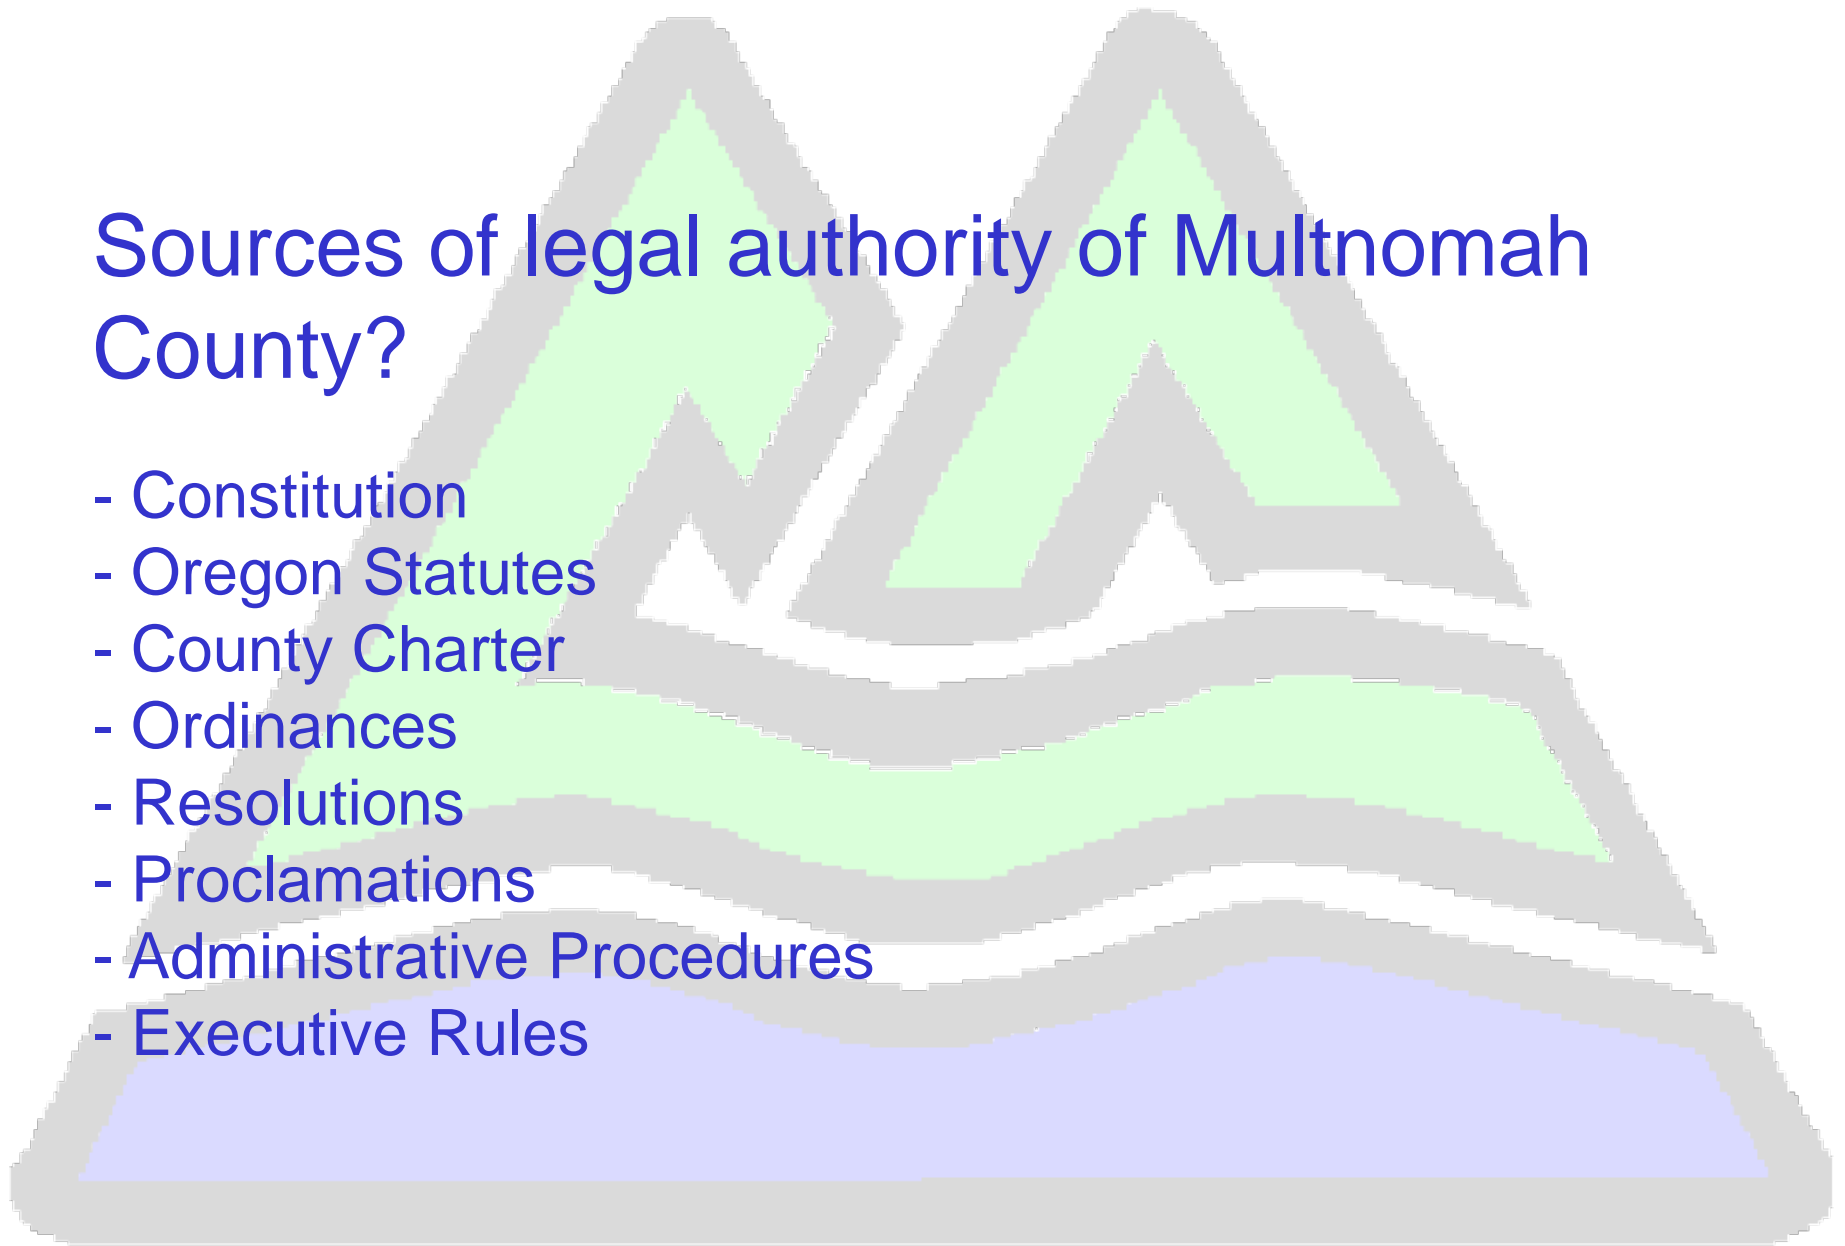 Sources of legal authority of Multnomah
County?
- Constitution
- Oregon Statutes
- County Charter
- Ordinances
- Resolutions
- Proclamations
- Administrative Procedures
- Executive Rules